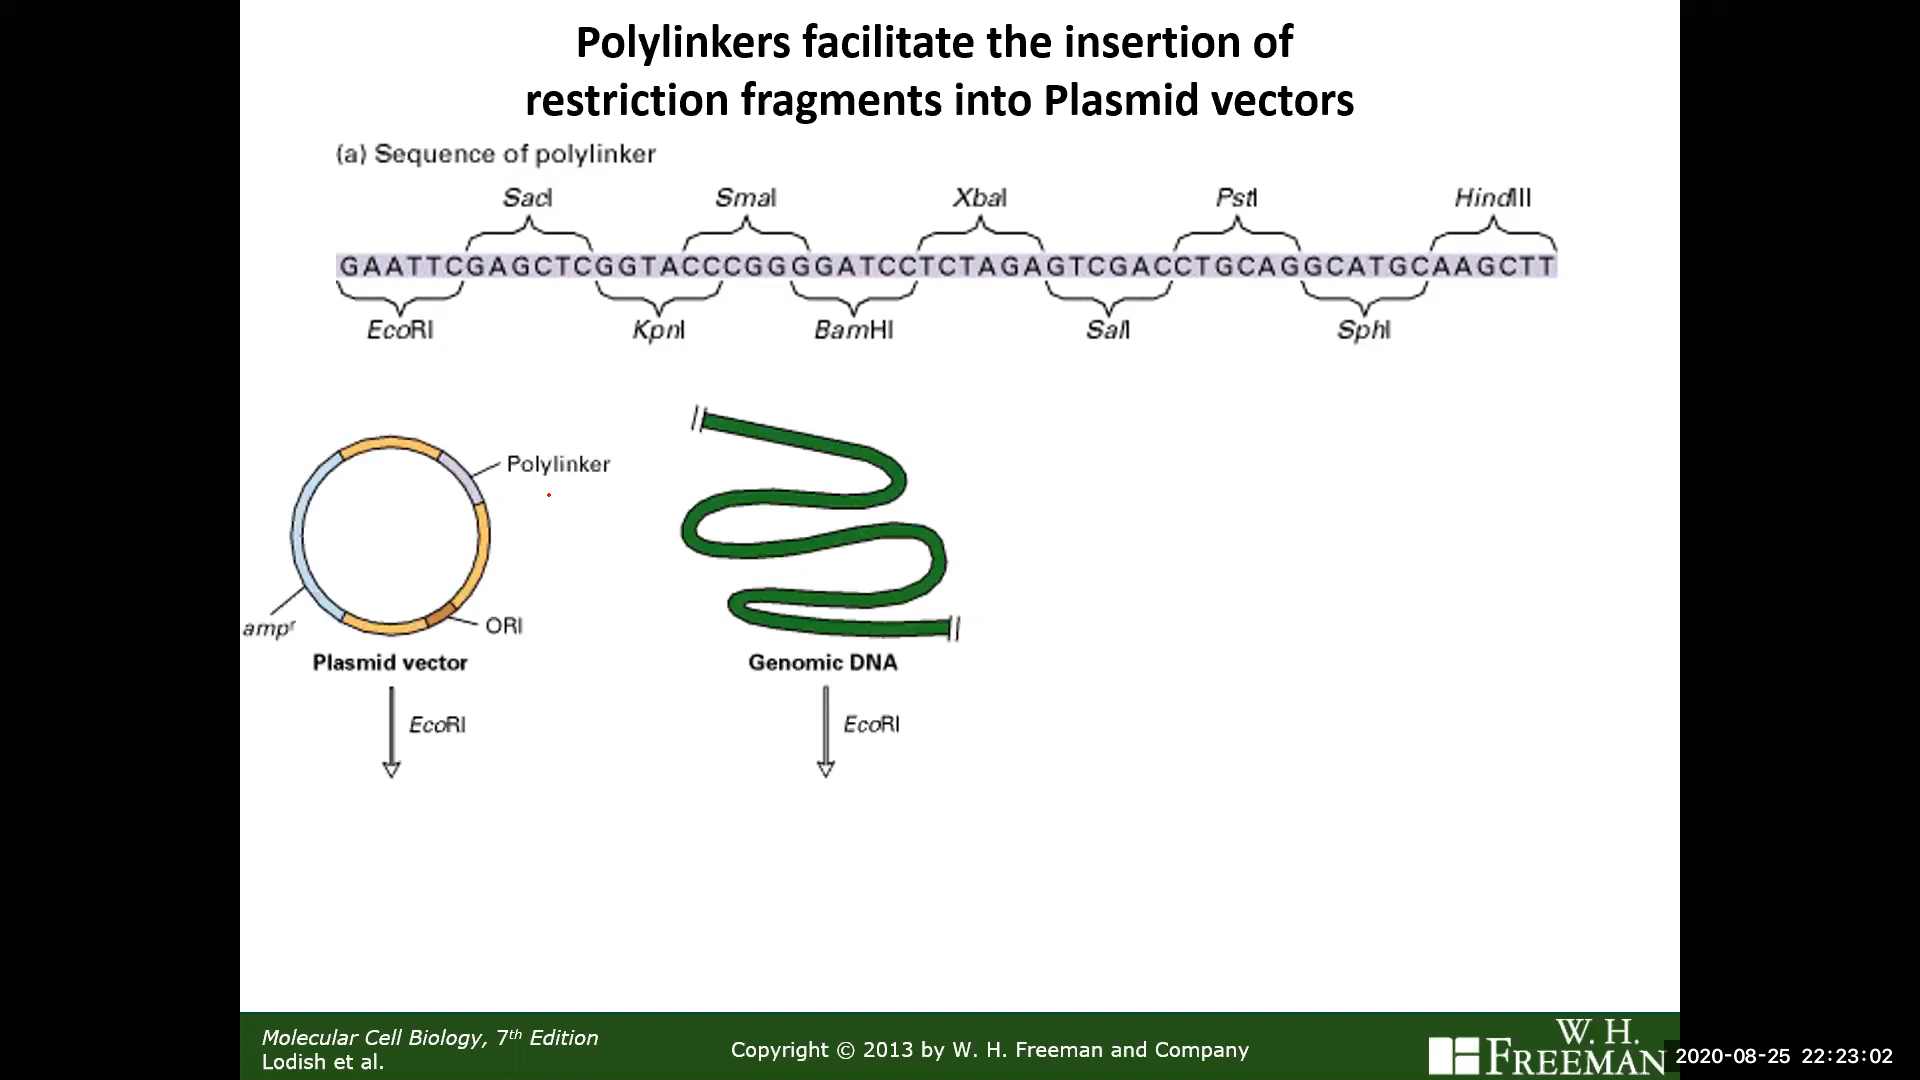 Polylinkers facilitate the insertion of
restriction fragments into Plasmid vectors
(a) Sequence of polylinker
SacI SmaI XbaI PstI HindIII
GAATTCGAGCTCGGTACCCGGGGATCCTCTAGAGTCGACCTGCAGGCATGCAAGCTT
EcoRI KpnI BamHI SalI SphI
Polylinker
ampʳ
ORI
Plasmid vector Genomic DNA
EcoRI EcoRI
Molecular Cell Biology, 7th Edition
Lodish et al.
Copyright © 2013 by W. H. Freeman and Company
W. H.
FREEMAN
2020-08-25 22:23:02